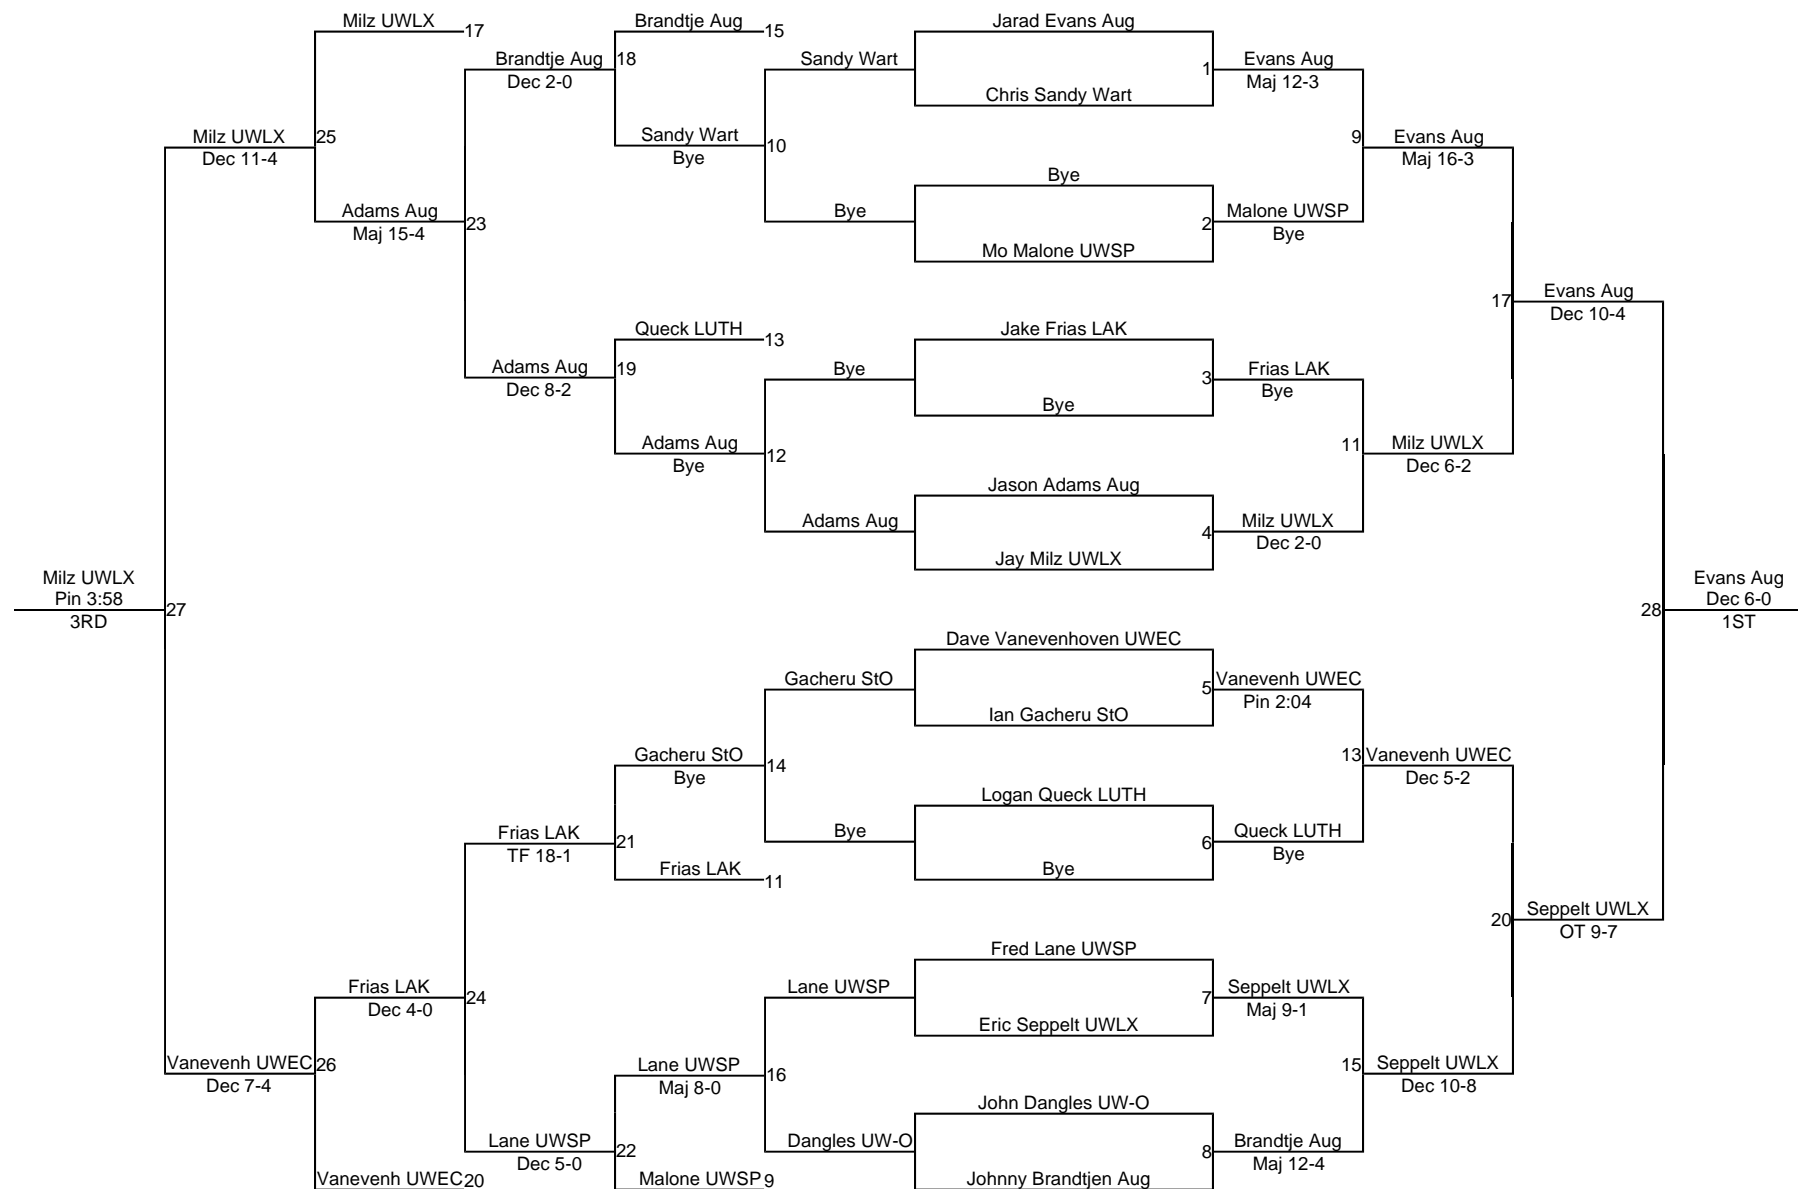 Milz UWLX
17
Brandtje Aug
15
Jarad Evans Aug
Brandtje Aug
18
Dec 2-0
Sandy Wart
1
Evans Aug
Maj 12-3
Chris Sandy Wart
Milz UWLX
25
Dec 11-4
Sandy Wart
10
Bye
9
Evans Aug
Maj 16-3
Bye
Adams Aug
23
Maj 15-4
Bye
2
Malone UWSP
Bye
Mo Malone UWSP
17
Evans Aug
Dec 10-4
Queck LUTH
13
Jake Frias LAK
Adams Aug
19
Dec 8-2
Bye
3
Frias LAK
Bye
Bye
Adams Aug
12
Bye
11
Milz UWLX
Dec 6-2
Jason Adams Aug
Adams Aug
4
Milz UWLX
Dec 2-0
Jay Milz UWLX
Milz UWLX
Pin 3:58
27
3RD
28
Evans Aug
Dec 6-0
1ST
Dave Vanevenhoven UWEC
Gacheru StO
5
Vanevenh UWEC
Pin 2:04
Ian Gacheru StO
Gacheru StO
14
Bye
13
Vanevenh UWEC
Dec 5-2
Logan Queck LUTH
Frias LAK
21
TF 18-1
Bye
6
Queck LUTH
Bye
Frias LAK
11
Bye
20
Seppelt UWLX
OT 9-7
Fred Lane UWSP
Frias LAK
24
Dec 4-0
Lane UWSP
7
Seppelt UWLX
Maj 9-1
Eric Seppelt UWLX
Vanevenh UWEC
26
Dec 7-4
Lane UWSP
16
Maj 8-0
15
Seppelt UWLX
Dec 10-8
John Dangles UW-O
Lane UWSP
22
Dec 5-0
Dangles UW-O
8
Brandtje Aug
Maj 12-4
Vanevenh UWEC
20
Malone UWSP
9
Johnny Brandtjen Aug